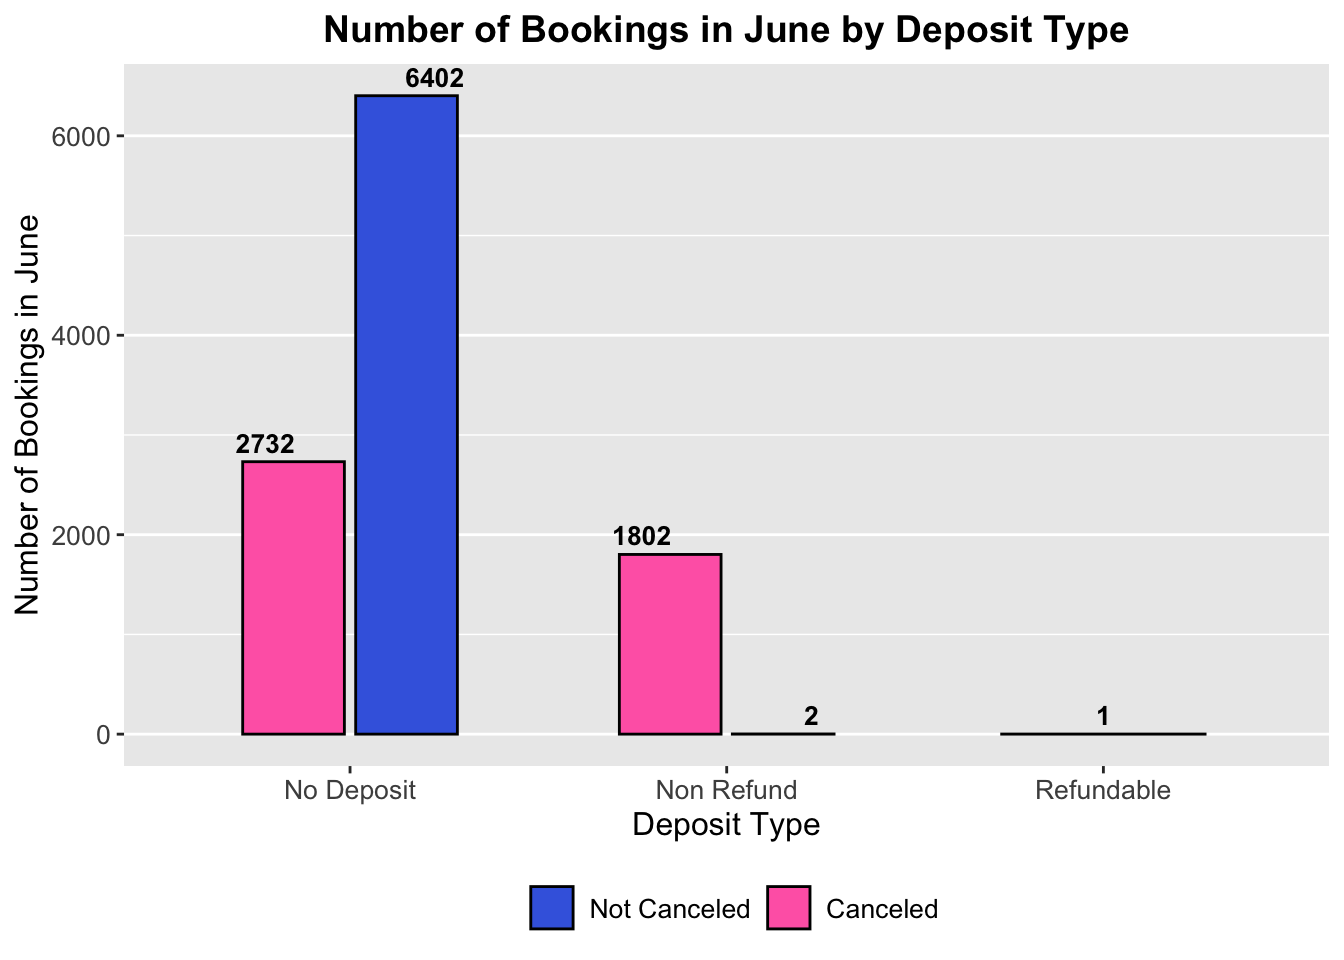 Number of Bookings in June by Deposit Type
Number of Bookings in June
6000
4000
2000
0
2732
6402
1802
2
1
No Deposit
Non Refund
Refundable
Deposit Type
Not Canceled
Canceled